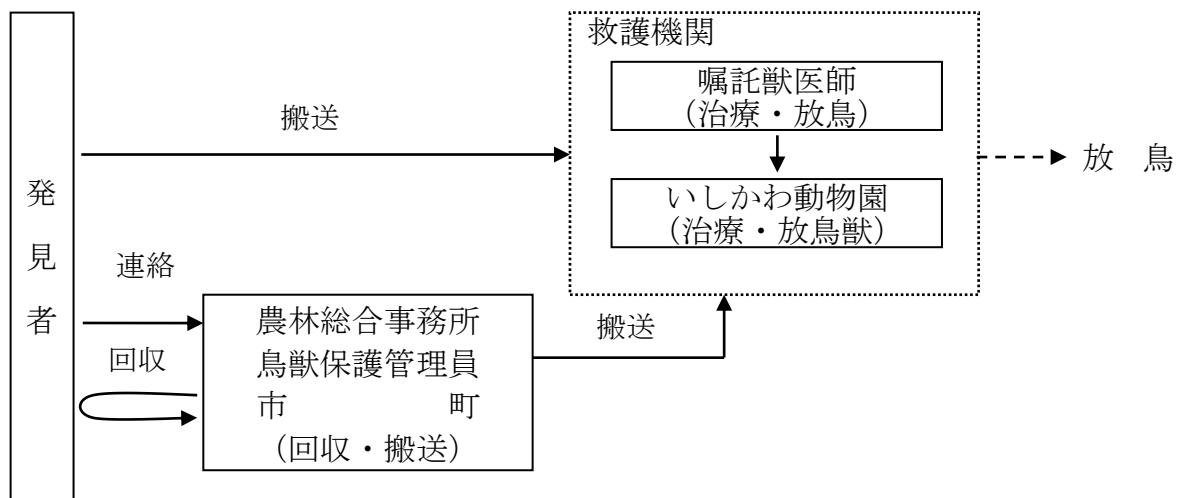 救護機関
嘱託獣医師
（治療・放鳥）
搬送
放　鳥
いしかわ動物園
（治療・放鳥獣）
発見者
連絡
農林総合事務所
鳥獣保護管理員
市　　　　　町
（回収・搬送）
搬送
回収